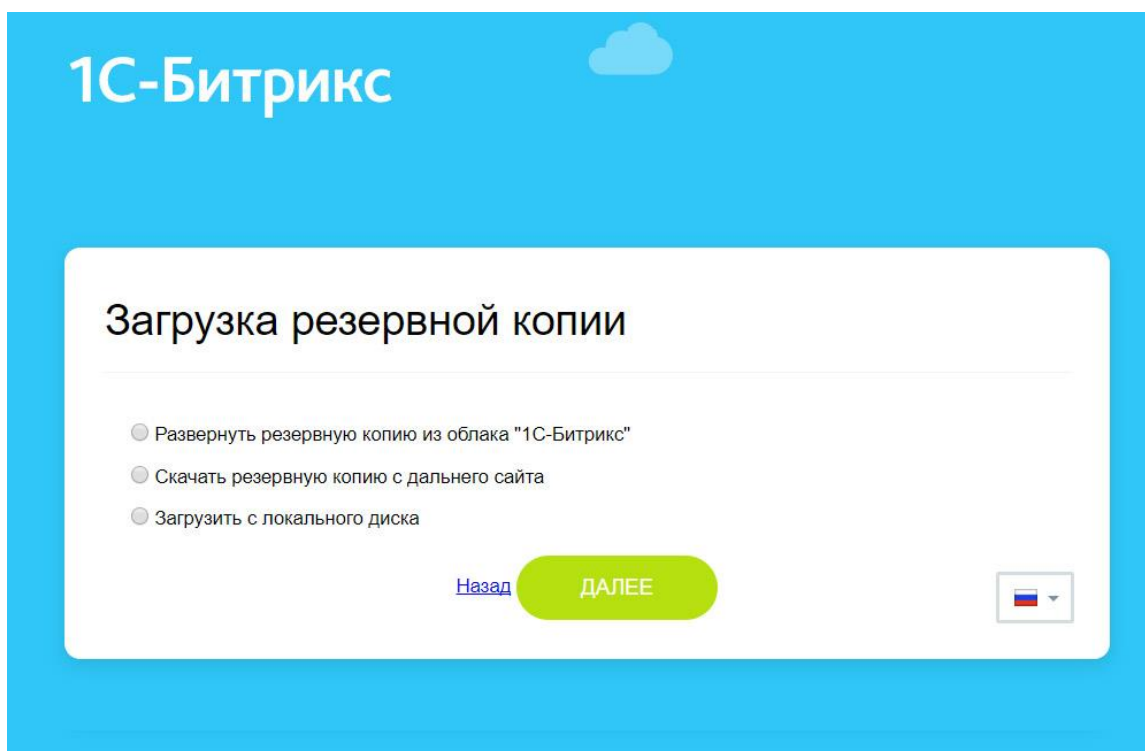 1С-Битрикс
Загрузка резервной копии
Развернуть резервную копию из облака "1С-Битрикс"
Скачать резервную копию с дальнего сайта
Загрузить с локального диска
Назад ДАЛЕЕ